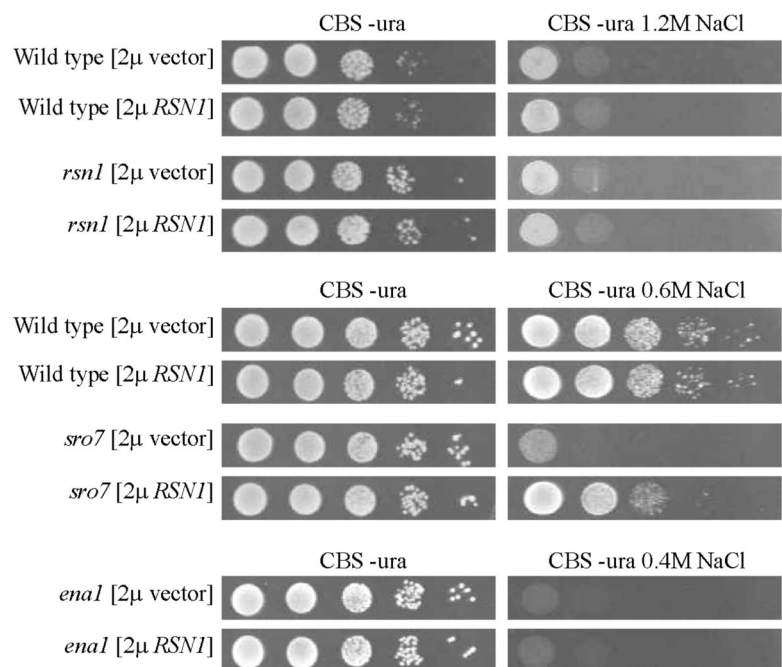 CBS -ura CBS -ura 1.2M NaCl
Wild type [2μ vector]
Wild type [2μ RSN1]
rsn1 [2μ vector]
rsn1 [2μ RSN1]
CBS -ura CBS -ura 0.6M NaCl
Wild type [2μ vector]
Wild type [2μ RSN1]
sro7 [2μ vector]
sro7 [2μ RSN1]
CBS -ura CBS -ura 0.4M NaCl
ena1 [2μ vector]
ena1 [2μ RSN1]